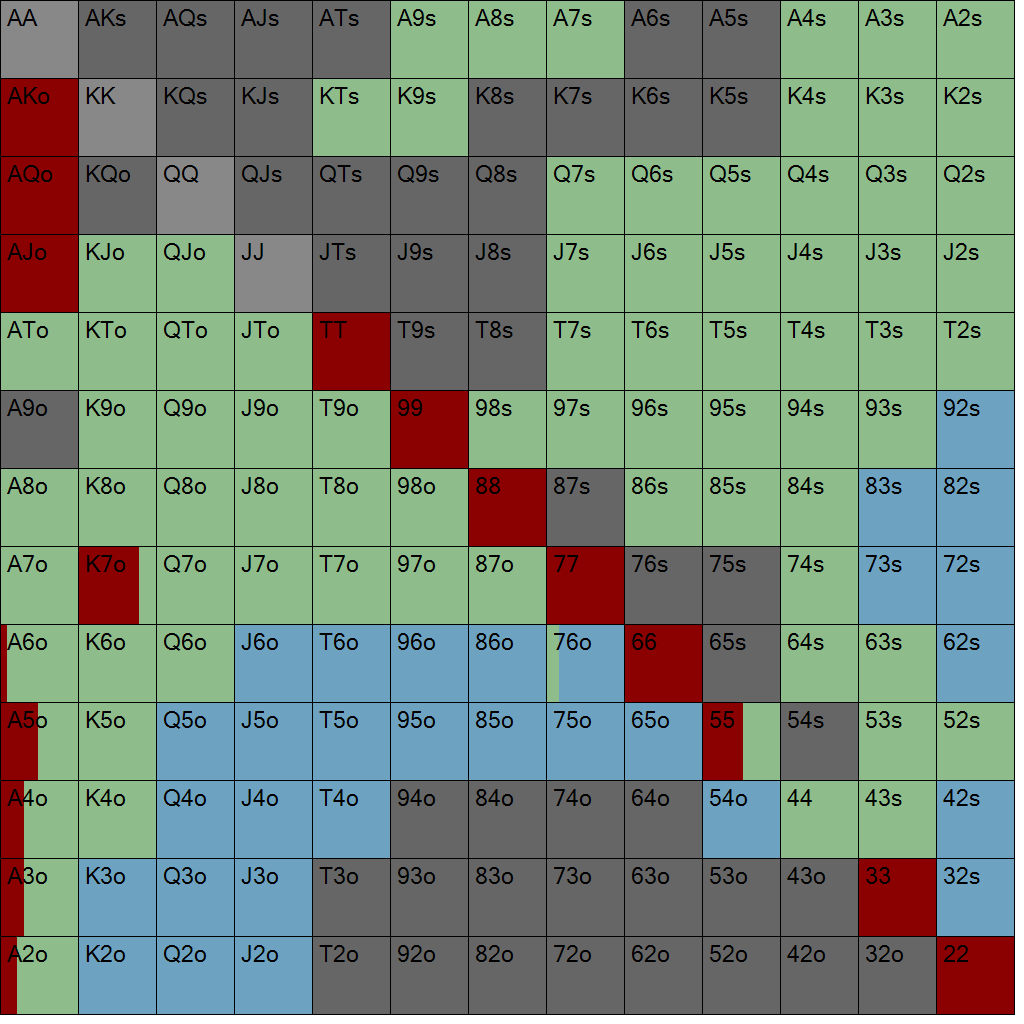 AA AKs AQs AJs ATs A9s A8s A7s A6s A5s A4s A3s A2s
AKo KK KQs KJs KTs K9s K8s K7s K6s K5s K4s K3s K2s
AQo KQo QQ QJs QTs Q9s Q8s Q7s Q6s Q5s Q4s Q3s Q2s
AJo KJo QJo JJ JTs J9s J8s J7s J6s J5s J4s J3s J2s
ATo KTo QTo JTo TT T9s T8s T7s T6s T5s T4s T3s T2s
A9o K9o Q9o J9o T9o 99 98s 97s 96s 95s 94s 93s 92s
A8o K8o Q8o J8o T8o 98o 88 87s 86s 85s 84s 83s 82s
A7o K7o Q7o J7o T7o 97o 87o 77 76s 75s 74s 73s 72s
A6o K6o Q6o J6o T6o 96o 86o 76o 66 65s 64s 63s 62s
A5o K5o Q5o J5o T5o 95o 85o 75o 65o 55 54s 53s 52s
A4o K4o Q4o J4o T4o 94o 84o 74o 64o 54o 44 43s 42s
A3o K3o Q3o J3o T3o 93o 83o 73o 63o 53o 43o 33 32s
A2o K2o Q2o J2o T2o 92o 82o 72o 62o 52o 42o 32o 22